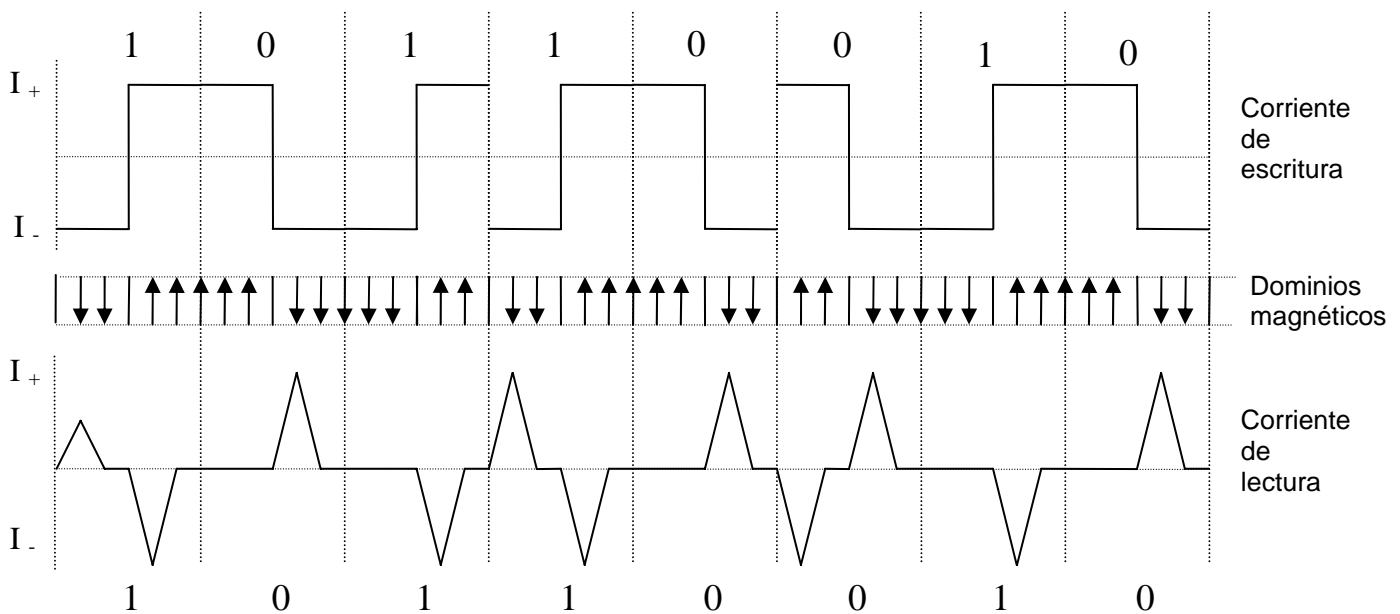 1 0 1 1 0 0 1 0
I +
Corriente
de
escritura
I -
Dominios
magnéticos
I +
Corriente
de
lectura
I -
1 0 1 1 0 0 1 0